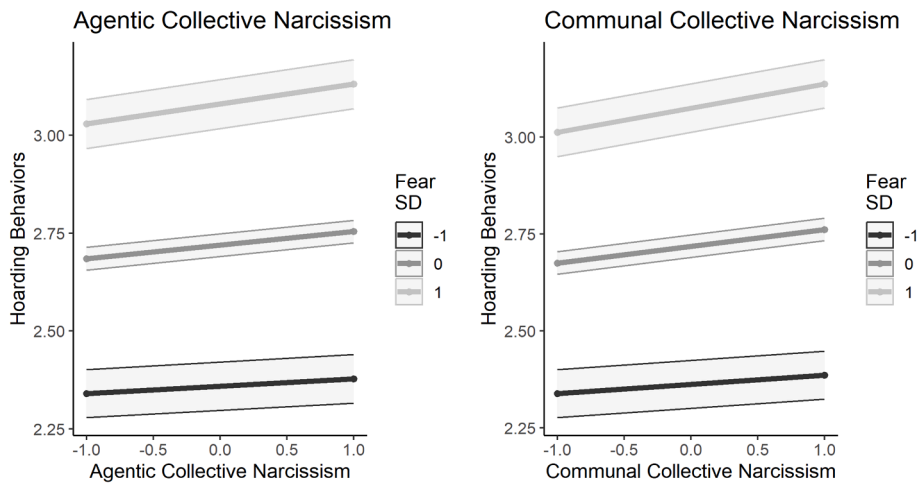 Agentic Collective Narcissism
Hoarding Behaviors
3.00
2.75
2.50
2.25
-1.0 -0.5 0.0 0.5 1.0
Agentic Collective Narcissism
Fear
SD
-1
0
1
Communal Collective Narcissism
Hoarding Behaviors
3.00
2.75
2.50
2.25
-1.0 -0.5 0.0 0.5 1.0
Communal Collective Narcissism
Fear
SD
-1
0
1